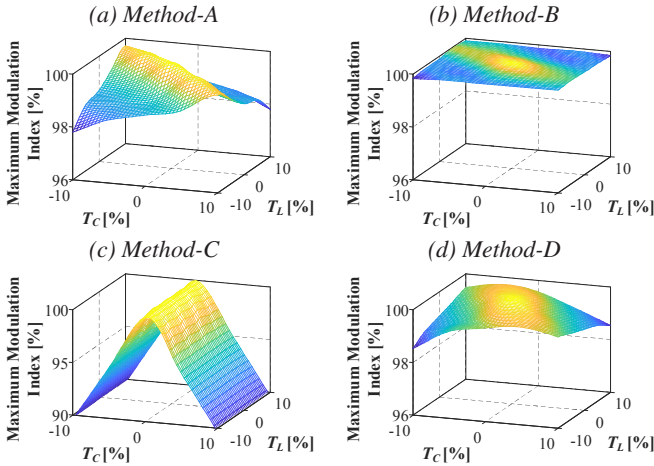 (a) Method-A
Maximum Modulation
Index [%]
100
98
96
-10
0
10
T_C [%]
-10
0
10
T_L [%]
(b) Method-B
Maximum Modulation
Index [%]
100
98
96
-10
0
10
T_C [%]
-10
0
10
T_L [%]
(c) Method-C
Maximum Modulation
Index [%]
100
95
90
-10
0
10
T_C [%]
-10
0
10
T_L [%]
(d) Method-D
Maximum Modulation
Index [%]
100
98
96
-10
0
10
T_C [%]
-10
0
10
T_L [%]